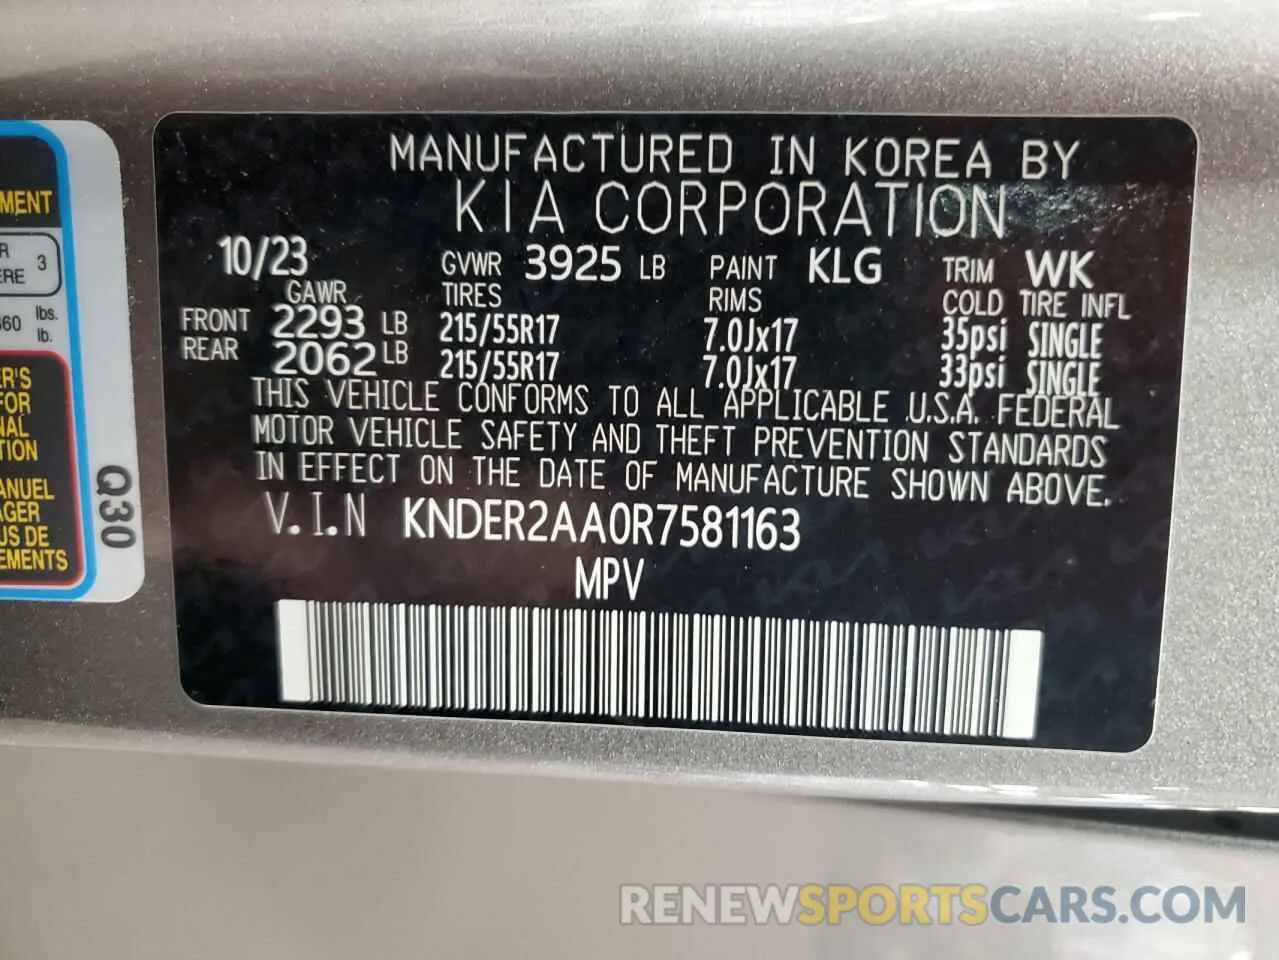 MANUFACTURED IN KOREA BY
KIA CORPORATION
10/23 GVWR 3925 LB PAINT KLG TRIM WK
GAWR TIRES RIMS COLD TIRE INFL
FRONT 2293 LB 215/55R17 7.0Jx17 35psi SINGLE
REAR 2062 LB 215/55R17 7.0Jx17 33psi SINGLE
THIS VEHICLE CONFORMS TO ALL APPLICABLE U.S.A. FEDERAL
MOTOR VEHICLE SAFETY AND THEFT PREVENTION STANDARDS
IN EFFECT ON THE DATE OF MANUFACTURE SHOWN ABOVE.
V.I.N KNDER2AA0R7581163
MPV
3
lbs.
lb.
Q30
RENEWSPORTSCARS.COM